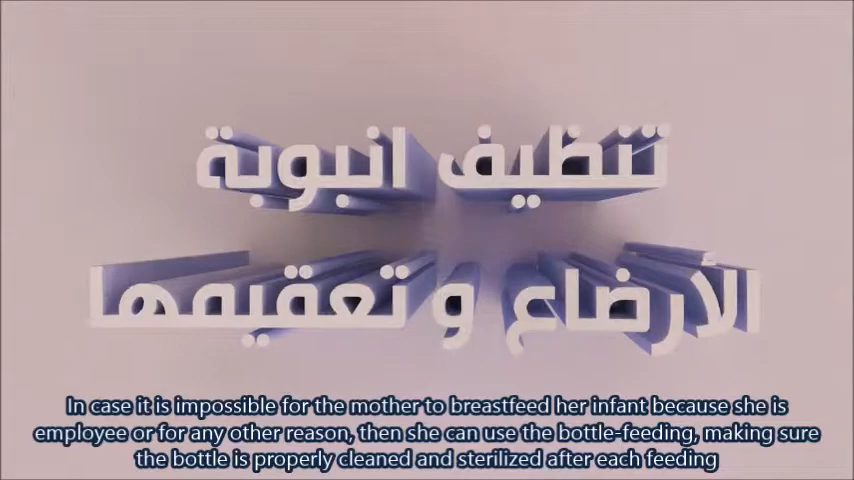 تنظيف انبوبة
الأرضاع و تعقيمها
In case it is impossible for the mother to breastfeed her infant because she is
employee or for any other reason, then she can use the bottle-feeding, making sure
the bottle is properly cleaned and sterilized after each feeding